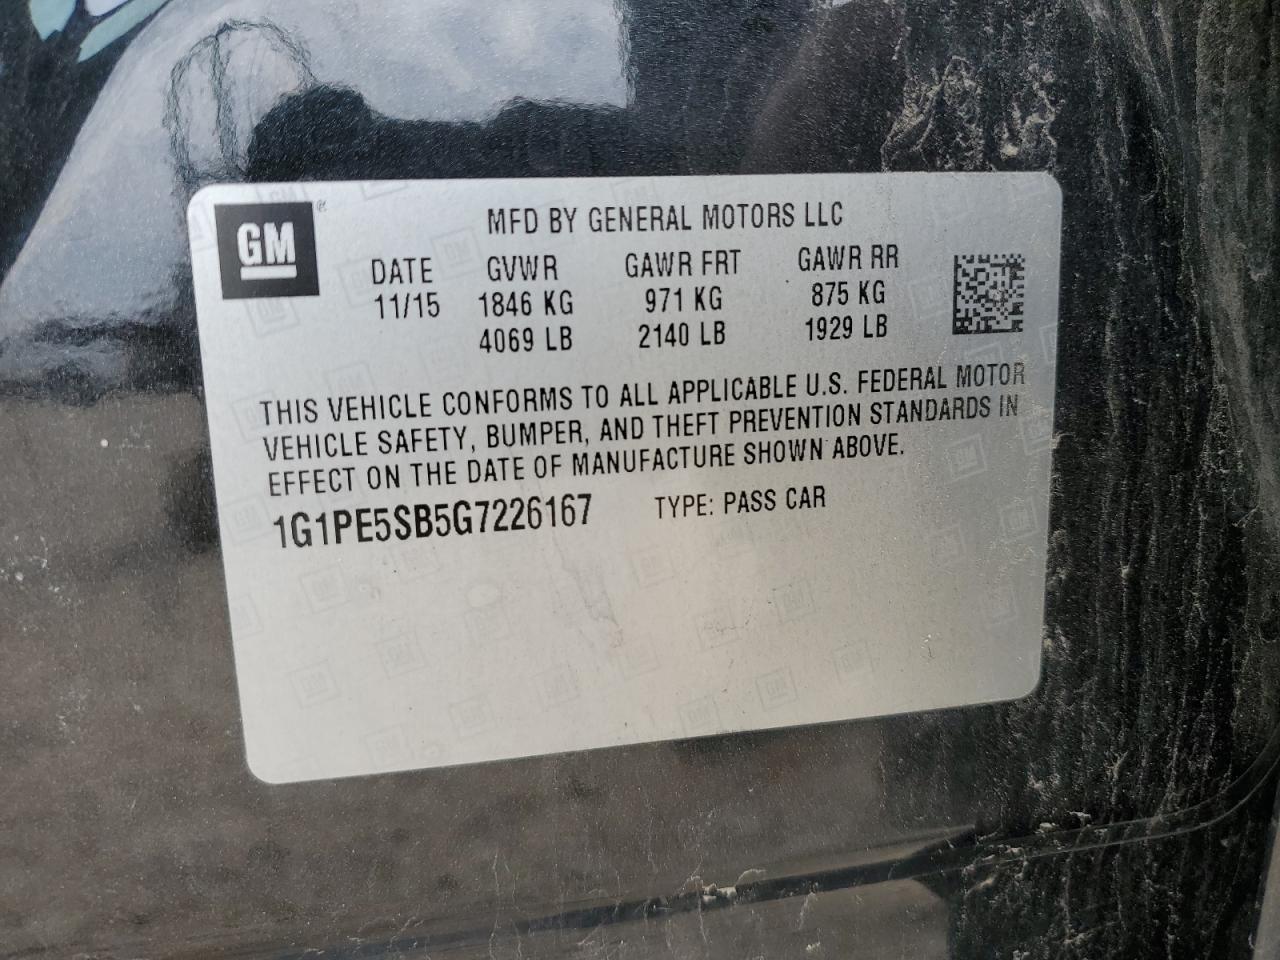 GM
MFD BY GENERAL MOTORS LLC
DATE GVWR GAWR FRT GAWR RR
11/15 1846 KG 971 KG 875 KG
4069 LB 2140 LB 1929 LB
THIS VEHICLE CONFORMS TO ALL APPLICABLE U.S. FEDERAL MOTOR
VEHICLE SAFETY, BUMPER, AND THEFT PREVENTION STANDARDS IN
EFFECT ON THE DATE OF MANUFACTURE SHOWN ABOVE.
1G1PE5SB5G7226167 TYPE: PASS CAR